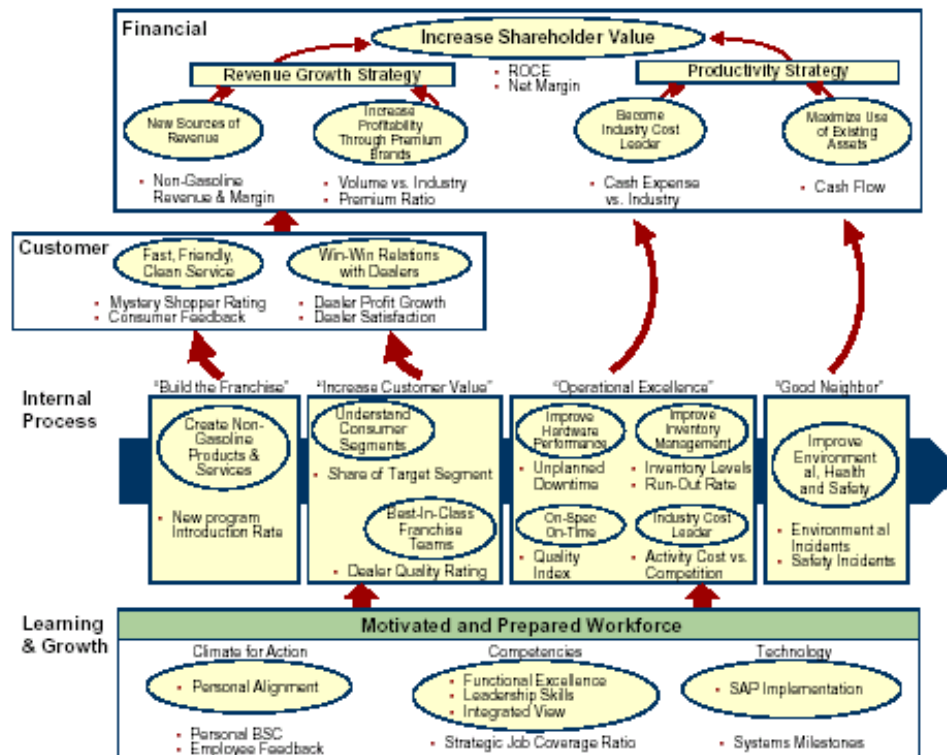 Financial
Increase Shareholder Value
Revenue Growth Strategy
▪ ROCE
▪ Net Margin
Productivity Strategy
New Sources of
Revenue
Increase
Profitability
Through Premium
Brands
Become
Industry Cost
Leader
Maximize Use
of Existing
Assets
▪ Non-Gasoline
Revenue & Margin
▪ Volume vs. Industry
▪ Premium Ratio
▪ Cash Expense
vs. Industry
▪ Cash Flow
Customer
Fast, Friendly,
Clean Service
Win-Win Relations
with Dealers
▪ Mystery Shopper Rating
▪ Consumer Feedback
▪ Dealer Profit Growth
▪ Dealer Satisfaction
Internal
Process
"Build the Franchise"
"Increase Customer Value"
"Operational Excellence"
"Good Neighbor"
Create Non-
Gasoline
Products &
Services
▪ New program
Introduction Rate
Understand
Consumer
Segments
▪ Share of Target Segment
Best-In-Class
Franchise
Teams
▪ Dealer Quality Rating
Improve
Hardware
Performance
▪ Unplanned
Downtime
Improve
Inventory
Management
▪ Inventory Levels
▪ Run-Out Rate
On-Spec
On-Time
▪ Quality
Index
Industry Cost
Leader
▪ Activity Cost vs.
Competition
Improve
Environment
al, Health
and Safety
▪ Environment al
Incidents
▪ Safety Incidents
Learning
& Growth
Motivated and Prepared Workforce
Climate for Action
▪ Personal Alignment
▪ Personal BSC
▪ Employee Feedback
Competencies
▪ Functional Excellence
▪ Leadership Skills
▪ Integrated View
▪ Strategic Job Coverage Ratio
Technology
▪ SAP Implementation
▪ Systems Milestones